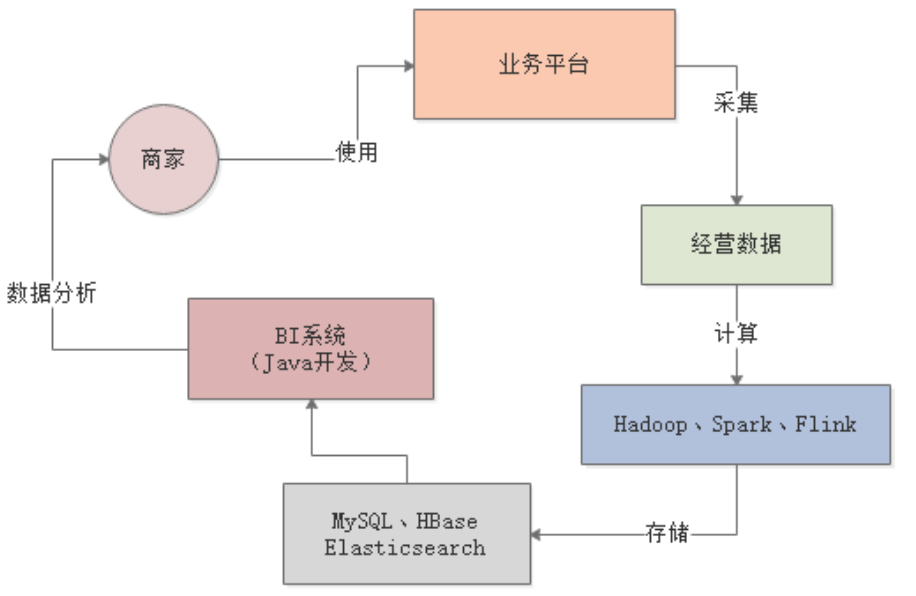 业务平台
采集
商家
使用
经营数据
数据分析
BI系统
（Java开发）
计算
Hadoop、Spark、Flink
MySQL、HBase
Elasticsearch
存储